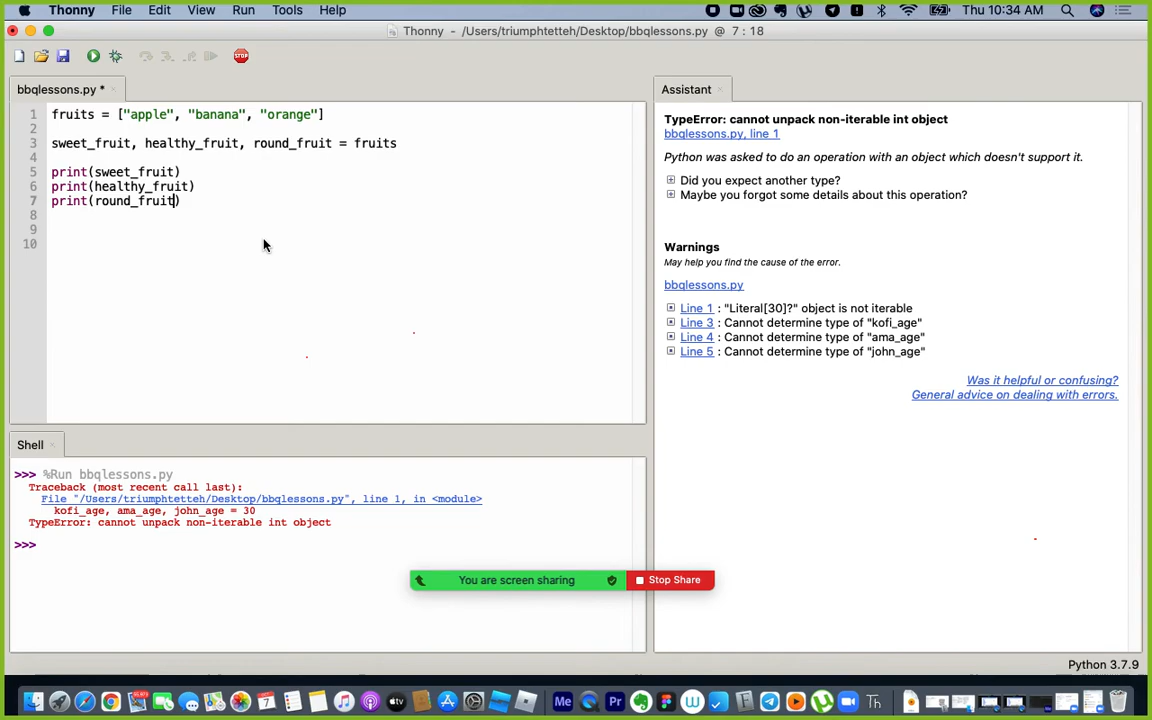 Thonny File Edit View Run Tools Help Thu 10:34 AM
Thonny - /Users/triumphtetteh/Desktop/bbqlessons.py @ 7 : 18
bbqlessons.py *
1 fruits = ["apple", "banana", "orange"]
2
3 sweet_fruit, healthy_fruit, round_fruit = fruits
4
5 print(sweet_fruit)
6 print(healthy_fruit)
7 print(round_fruit)
8
9
10
Assistant
TypeError: cannot unpack non-iterable int object
bbqlessons.py, line 1
Python was asked to do an operation with an object which doesn't support it.
Did you expect another type?
Maybe you forgot some details about this operation?
Warnings
May help you find the cause of the error.
bbqlessons.py
Line 1 : "Literal[30]?" object is not iterable
Line 3 : Cannot determine type of "kofi_age"
Line 4 : Cannot determine type of "ama_age"
Line 5 : Cannot determine type of "john_age"
Was it helpful or confusing?
General advice on dealing with errors.
Shell
>>> %Run bbqlessons.py
Traceback (most recent call last):
File "/Users/triumphtetteh/Desktop/bbqlessons.py", line 1, in <module>
kofi_age, ama_age, john_age = 30
TypeError: cannot unpack non-iterable int object
>>>
You are screen sharing Stop Share
Python 3.7.9